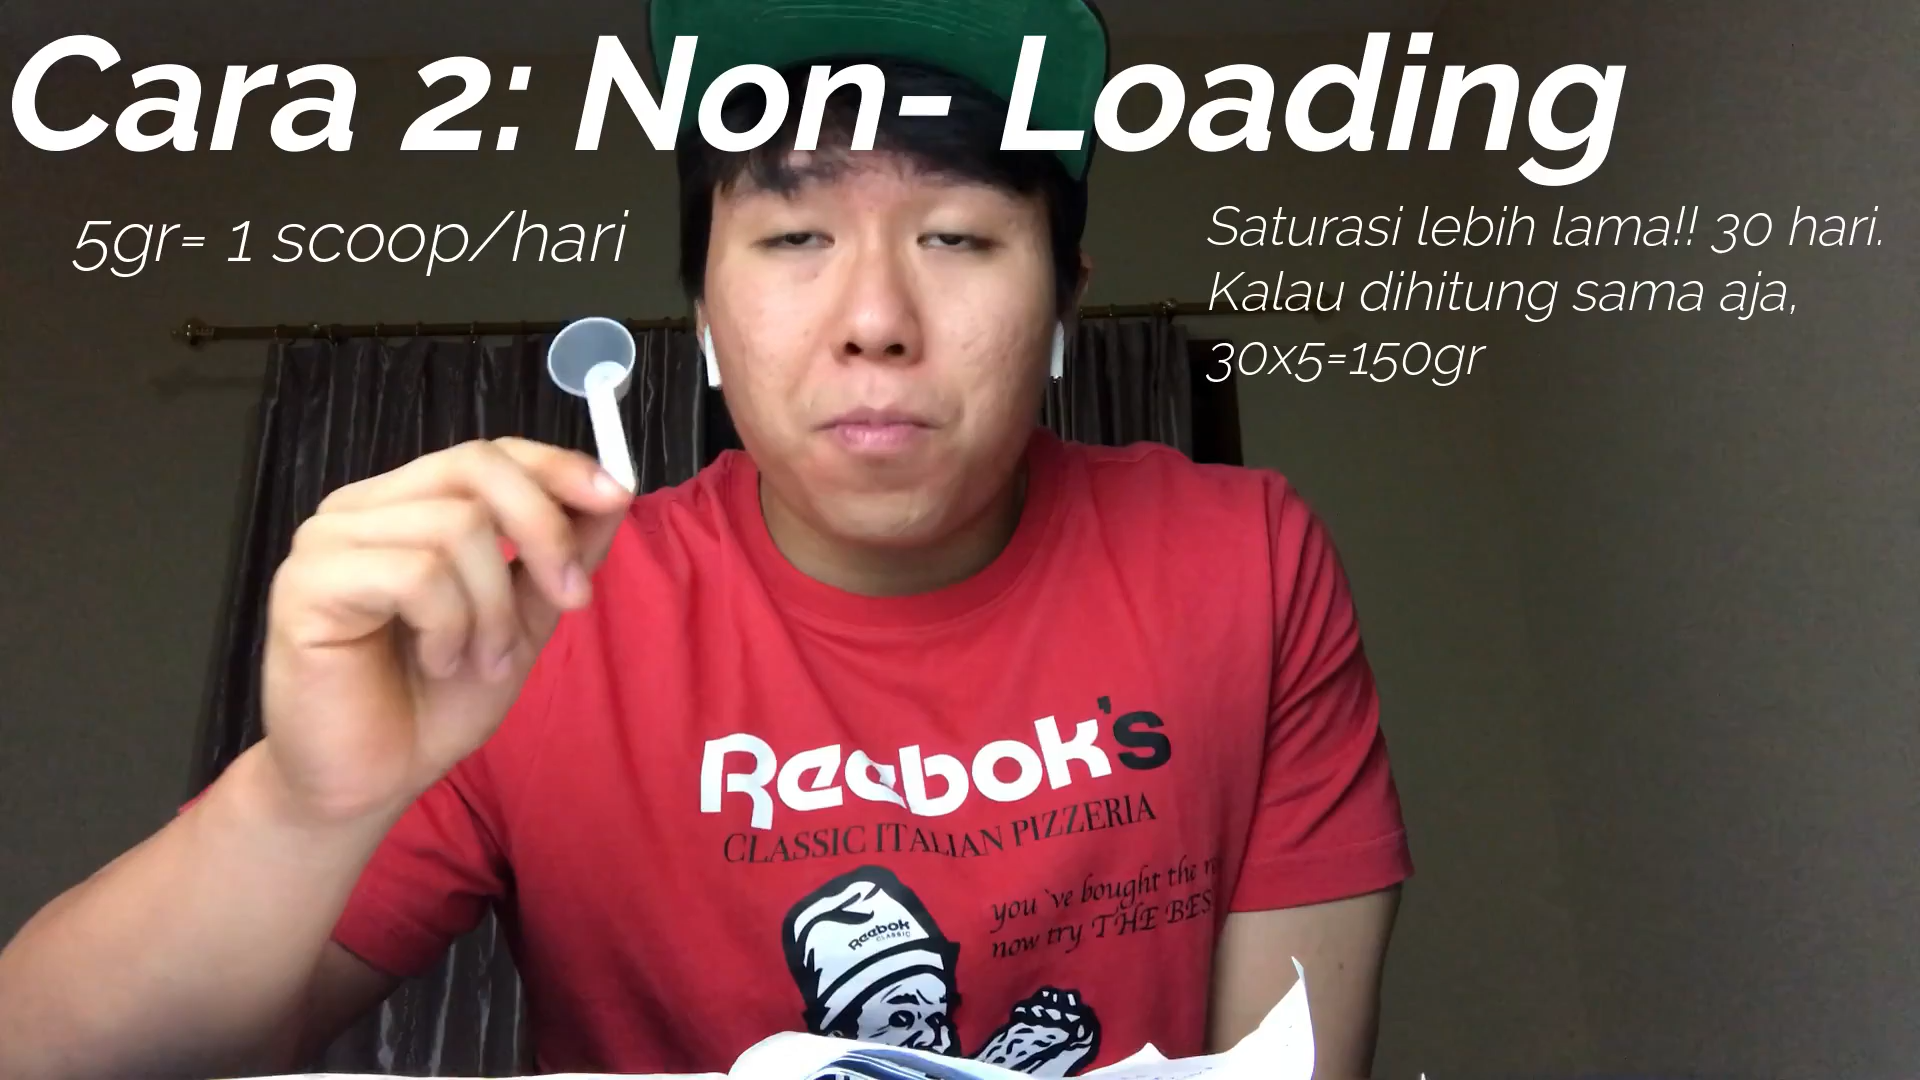 Cara 2: Non- Loading
5gr= 1 scoop/hari
Saturasi lebih lama!! 30 hari.
Kalau dihitung sama aja,
30x5=150gr
Reebok's
CLASSIC ITALIAN PIZZERIA
you've bought the
now try THE BES
Reebok
CLASSIC